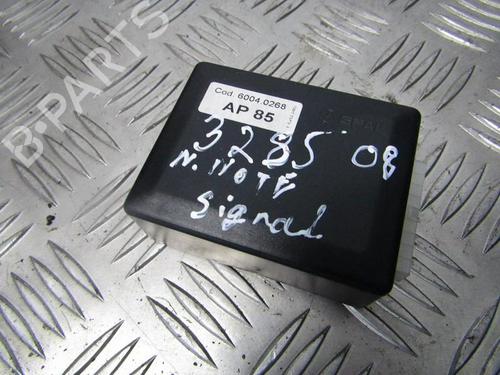 B-PARTS
Cod. 6004.0268
AP 85
3285 08
N. NOTE
signal